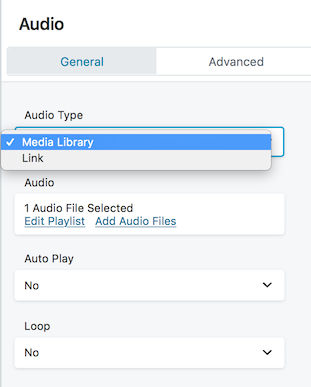 Audio
General Advanced
Audio Type
✓ Media Library
Link
Audio
1 Audio File Selected
Edit Playlist Add Audio Files
Auto Play
No
Loop
No